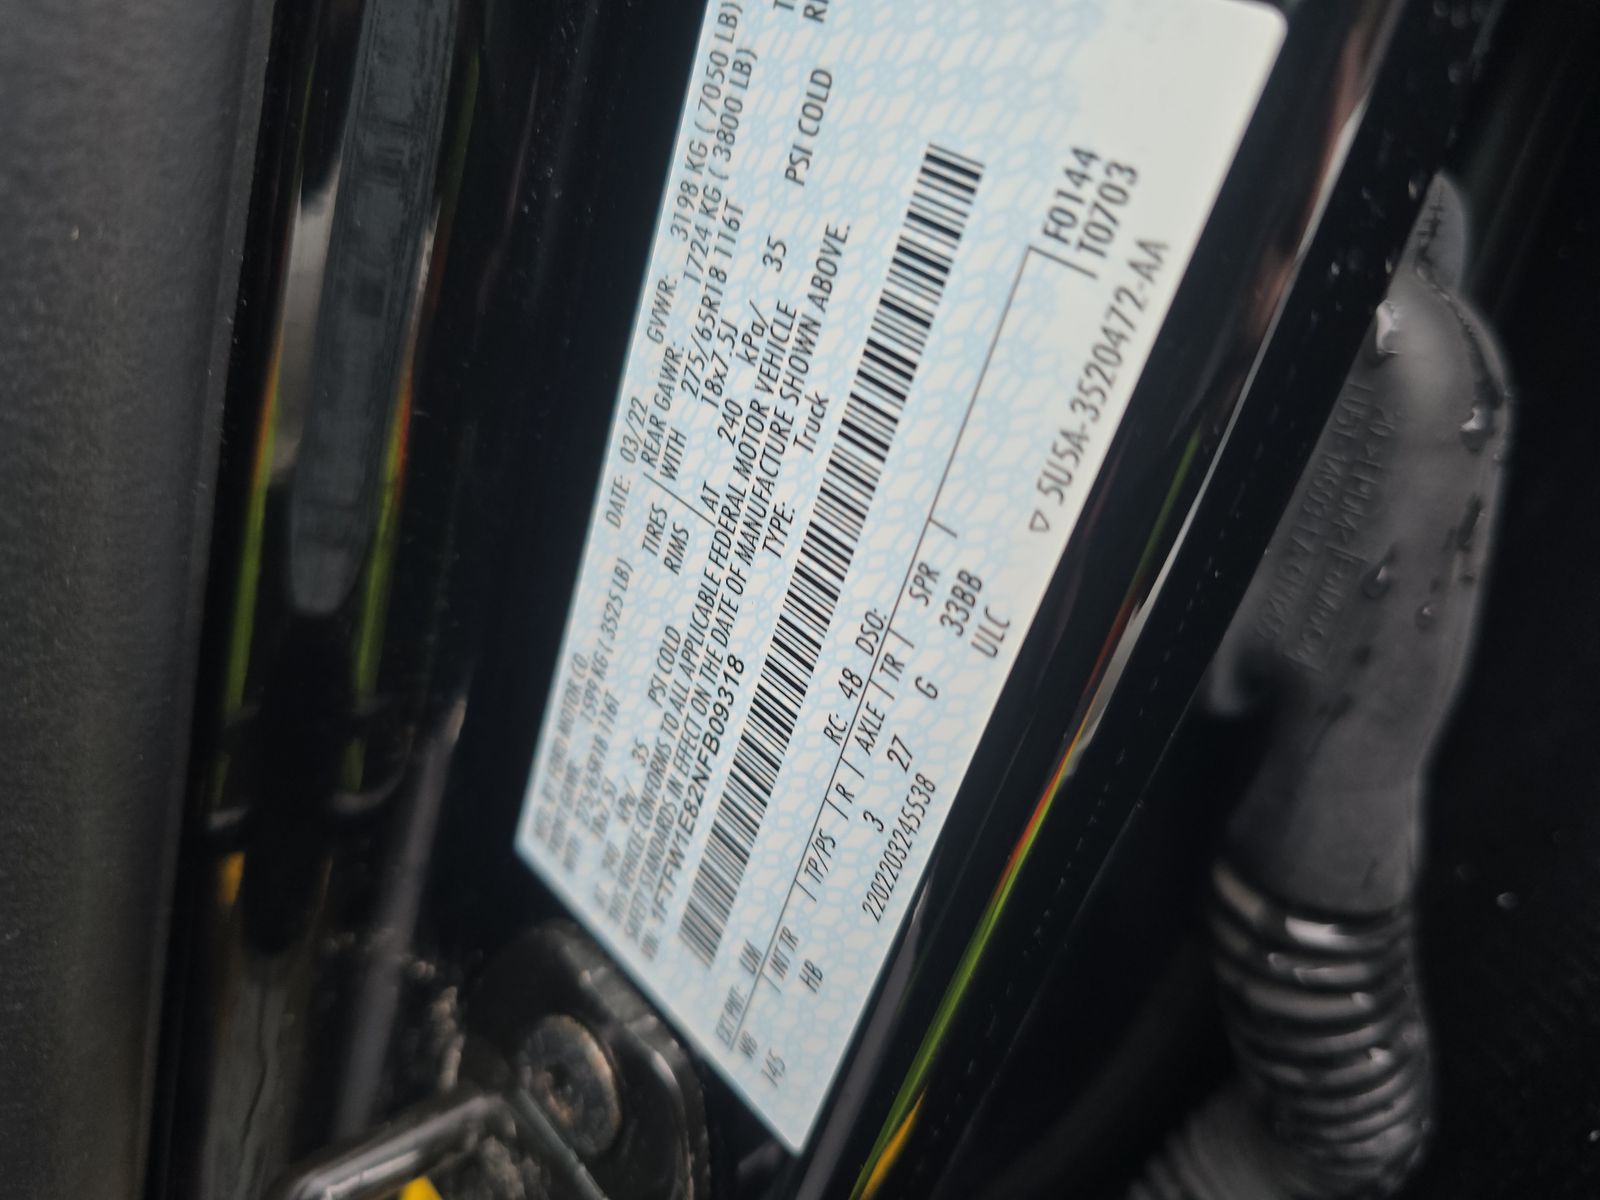 MFD. BY FORD MOTOR CO. DATE: 03/22 GVWR: 3198 KG ( 7050 LB)
FRONT GAWR: 1599 KG ( 3525 LB) REAR GAWR: 1724 KG ( 3800 LB)
WITH 275/65R18 116T TIRES WITH 275/65R18 116T
18x7.5J RIMS 18x7.5J
AT 240 kPa/ 35 PSI COLD AT 240 kPa/ 35 PSI COLD
THIS VEHICLE CONFORMS TO ALL APPLICABLE FEDERAL MOTOR VEHICLE
SAFETY STANDARDS IN EFFECT ON THE DATE OF MANUFACTURE SHOWN ABOVE.
VIN: 1FTFW1E82NFB09318 TYPE: Truck
EXT PNT: UM RC: 48 DSO:
WB INT TR TP/PS R AXLE TR SPR F0144
145 HB 3 27 G 33BB T0703
2202203245538 ULC
▽ 5U5A-3520472-AA